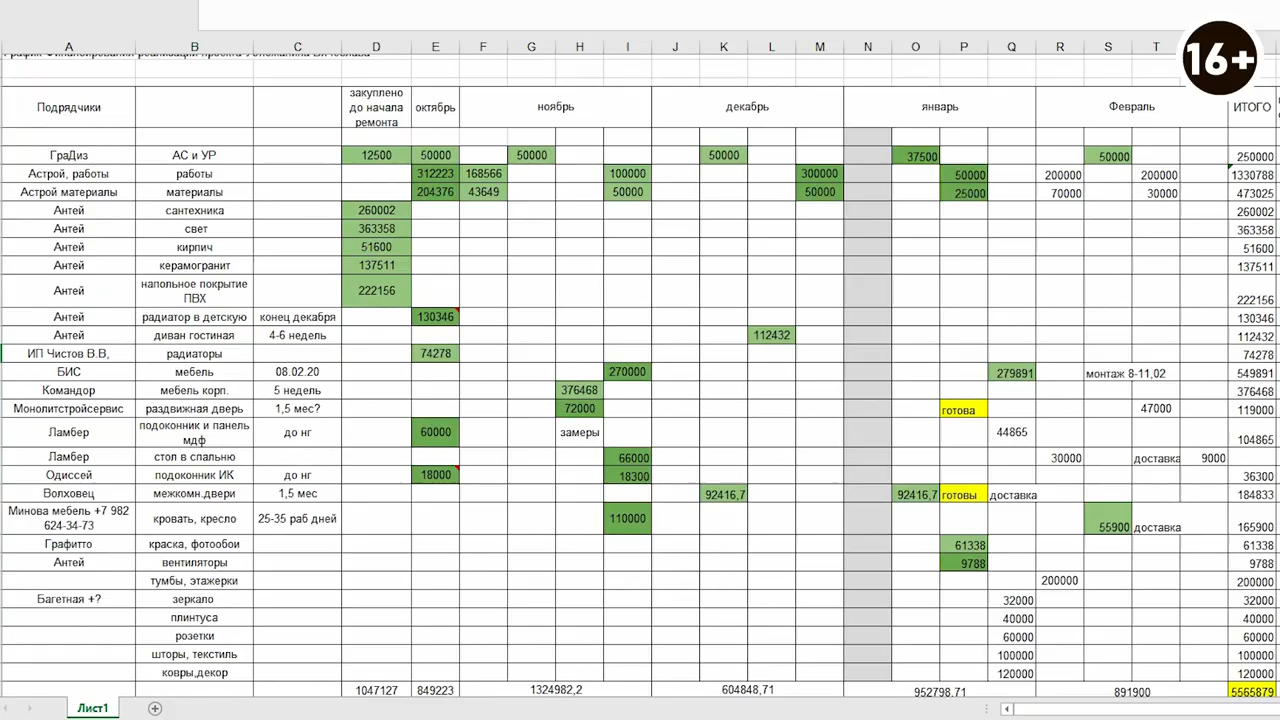 A B C D E F G H I J K L M N O P Q R S T U V
16+
Подрядчики закуплено до начала ремонта октябрь ноябрь декабрь январь Февраль ИТОГО
ГраДиз АС и УР 12500 50000 50000 50000 37500 50000 250000
Астрой, работы работы 312223 168566 100000 300000 50000 200000 200000 1330788
Астрой материалы материалы 204376 43649 50000 50000 25000 70000 30000 473025
Антей сантехника 260002 260002
Антей свет 363358 363358
Антей кирпич 51600 51600
Антей керамогранит 137511 137511
Антей напольное покрытие ПВХ 222156 222156
Антей радиатор в детскую конец декабря 130346 130346
Антей диван гостиная 4-6 недель 112432 112432
ИП Чистов В.В, радиаторы 74278 74278
БИС мебель 08.02.20 270000 279891 монтаж 8-11,02 549891
Командор мебель корп. 5 недель 376468 376468
Монолитстройсервис раздвижная дверь 1,5 мес? 72000 готова 47000 119000
Ламбер подоконник и панель мдф до нг 60000 замеры 44865 104865
Ламбер стол в спальню 66000 30000 доставка 9000
Одиссей подоконник ИК до нг 18000 18300 36300
Волховец межкомн.двери 1,5 мес 92416,7 92416,7 готовы доставка 184833
Минова мебель +7 982 624-34-73 кровать, кресло 25-35 раб дней 110000 55900 доставка 165900
Графитто краска, фотообои 61338 61338
Антей вентиляторы 9788 9788
тумбы, этажерки 200000 200000
Багетная +? зеркало 32000 32000
плинтуса 40000 40000
розетки 60000 60000
шторы, текстиль 100000 100000
ковры,декор 120000 120000
1047127 849223 1324982,2 604848,71 952798.71 891900 5565879
Лист1